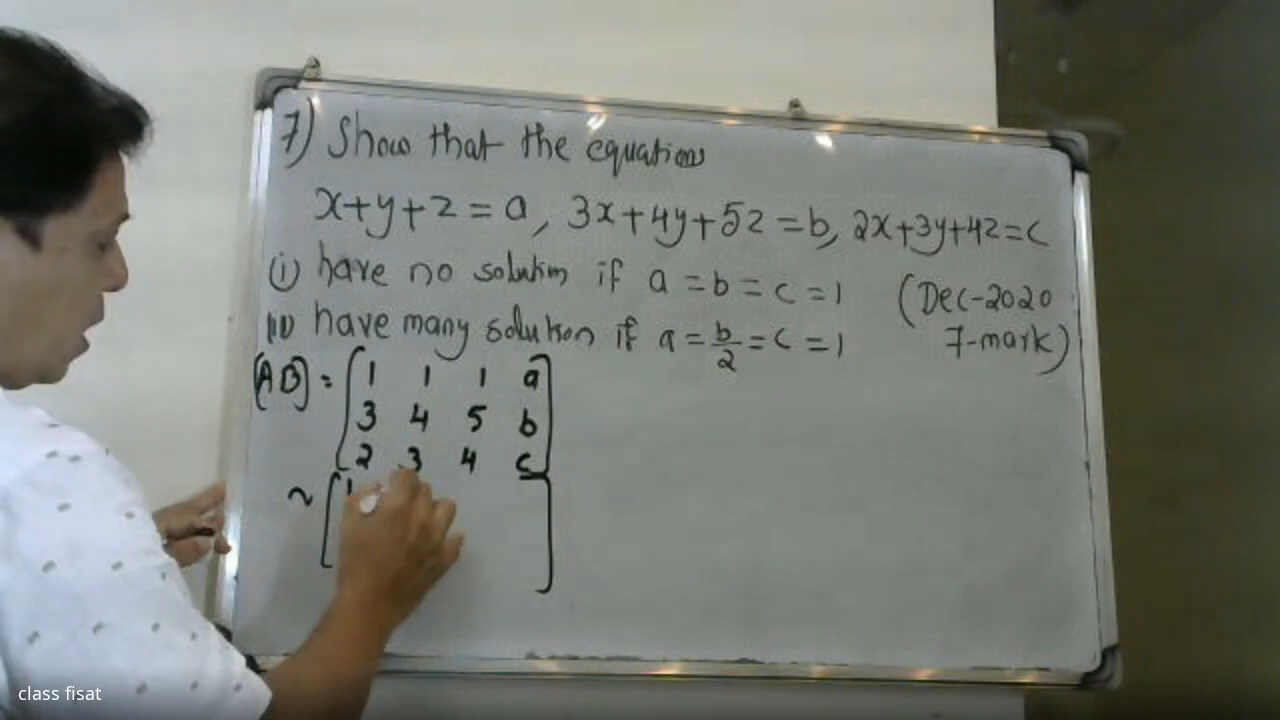 7) Show that the equations
x+y+z=a, 3x+4y+5z=b, 2x+3y+4z=c
(i) have no solution if a=b=c=1 (Dec-2020
(ii) have many solution if a=b/2=c=1 7-mark)
[AB] = [1 1 1 a
3 4 5 b
2 3 4 c]
~ [1
class fisat